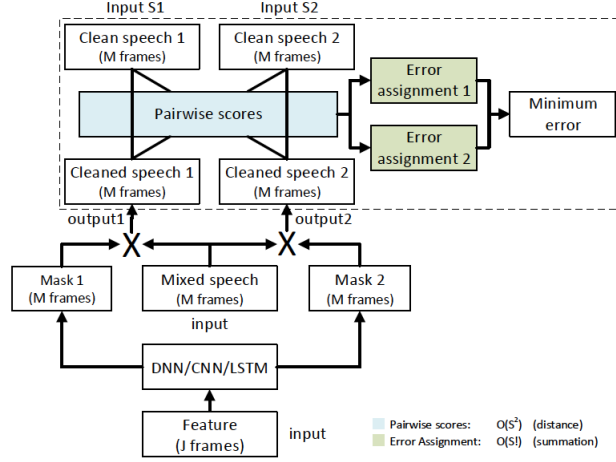 Input S1
Input S2
Clean speech 1
(M frames)
Clean speech 2
(M frames)
Pairwise scores
Error
assignment 1
Error
assignment 2
Minimum
error
Cleaned speech 1
(M frames)
Cleaned speech 2
(M frames)
output1
output2
X
X
Mask 1
(M frames)
Mixed speech
(M frames)
Mask 2
(M frames)
input
DNN/CNN/LSTM
Feature
(J frames)
input
Pairwise scores: O(S²) (distance)
Error Assignment: O(S!) (summation)